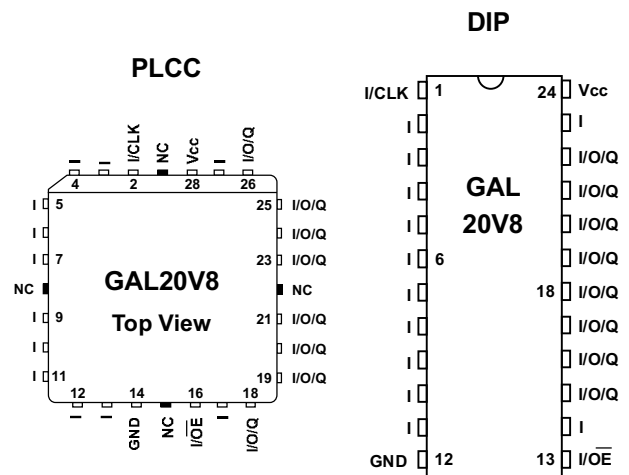 DIP
PLCC
I I I/CLK NC Vcc I I/O/Q
4 2 28 26
I 5 25 I/O/Q
I I/O/Q
I 7 23 I/O/Q
NC GAL20V8 NC
I 9 Top View 21 I/O/Q
I I/O/Q
I 11 19 I/O/Q
12 14 16 18
I I GND NC I/O̅E̅ I I/O/Q
I/CLK 1 24 Vcc
I I
I I/O/Q
I GAL I/O/Q
I 20V8 I/O/Q
I 6 I/O/Q
I 18 I/O/Q
I I/O/Q
I I/O/Q
I I/O/Q
I I
GND 12 13 I/O̅E̅